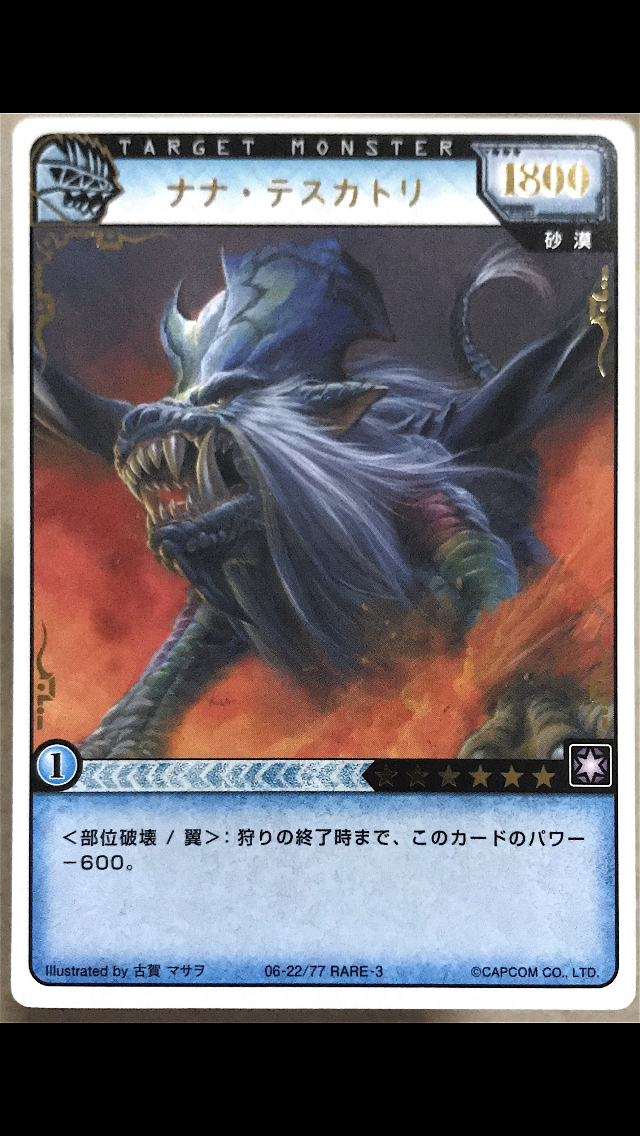 TARGET MONSTER
ナナ・テスカトリ
1800
砂漠
1
<部位破壊 / 翼>：狩りの終了時まで、このカードのパワー
−600。
Illustrated by 古賀 マサヲ 06-22/77 RARE-3 ©CAPCOM CO., LTD.